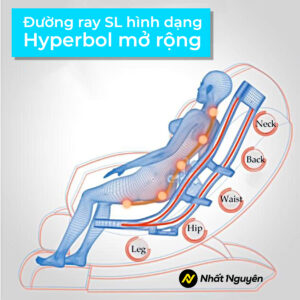 Đường ray SL hình dạng
Hyperbol mở rộng
Neck
Back
Waist
Hip
Leg
Nhất Nguyên